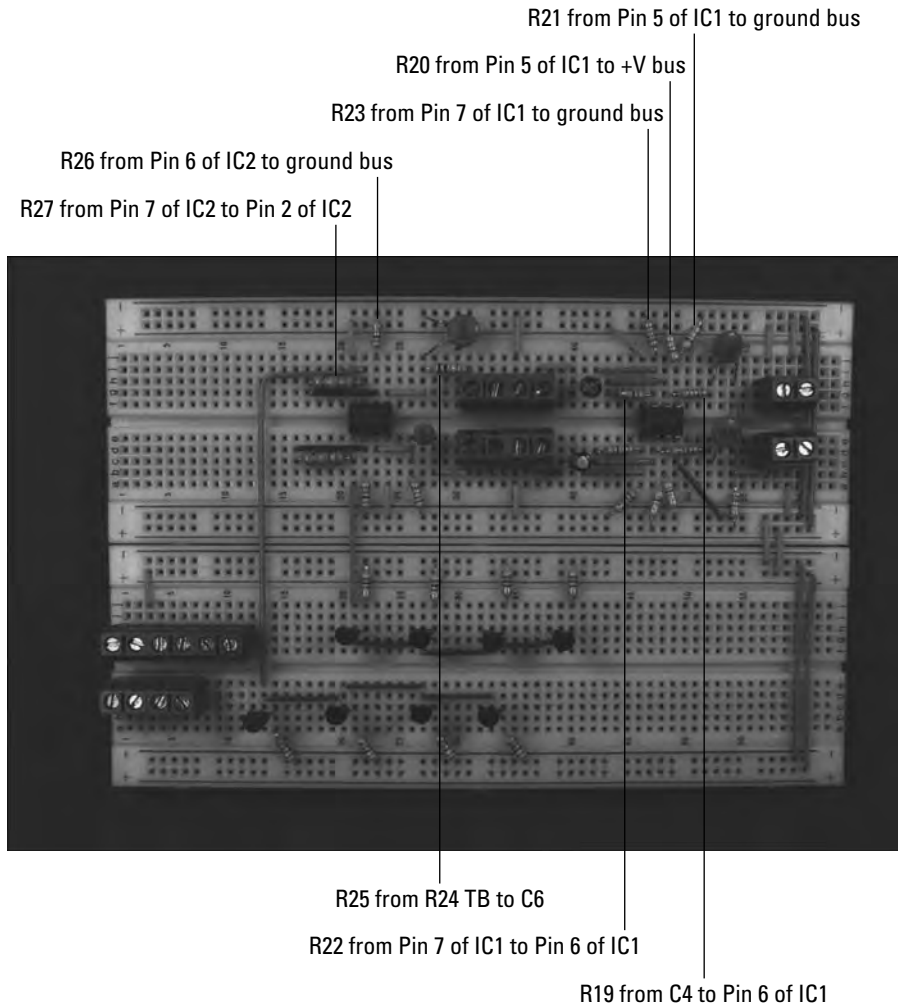 R21 from Pin 5 of IC1 to ground bus
R20 from Pin 5 of IC1 to +V bus
R23 from Pin 7 of IC1 to ground bus
R26 from Pin 6 of IC2 to ground bus
R27 from Pin 7 of IC2 to Pin 2 of IC2
R25 from R24 TB to C6
R22 from Pin 7 of IC1 to Pin 6 of IC1
R19 from C4 to Pin 6 of IC1